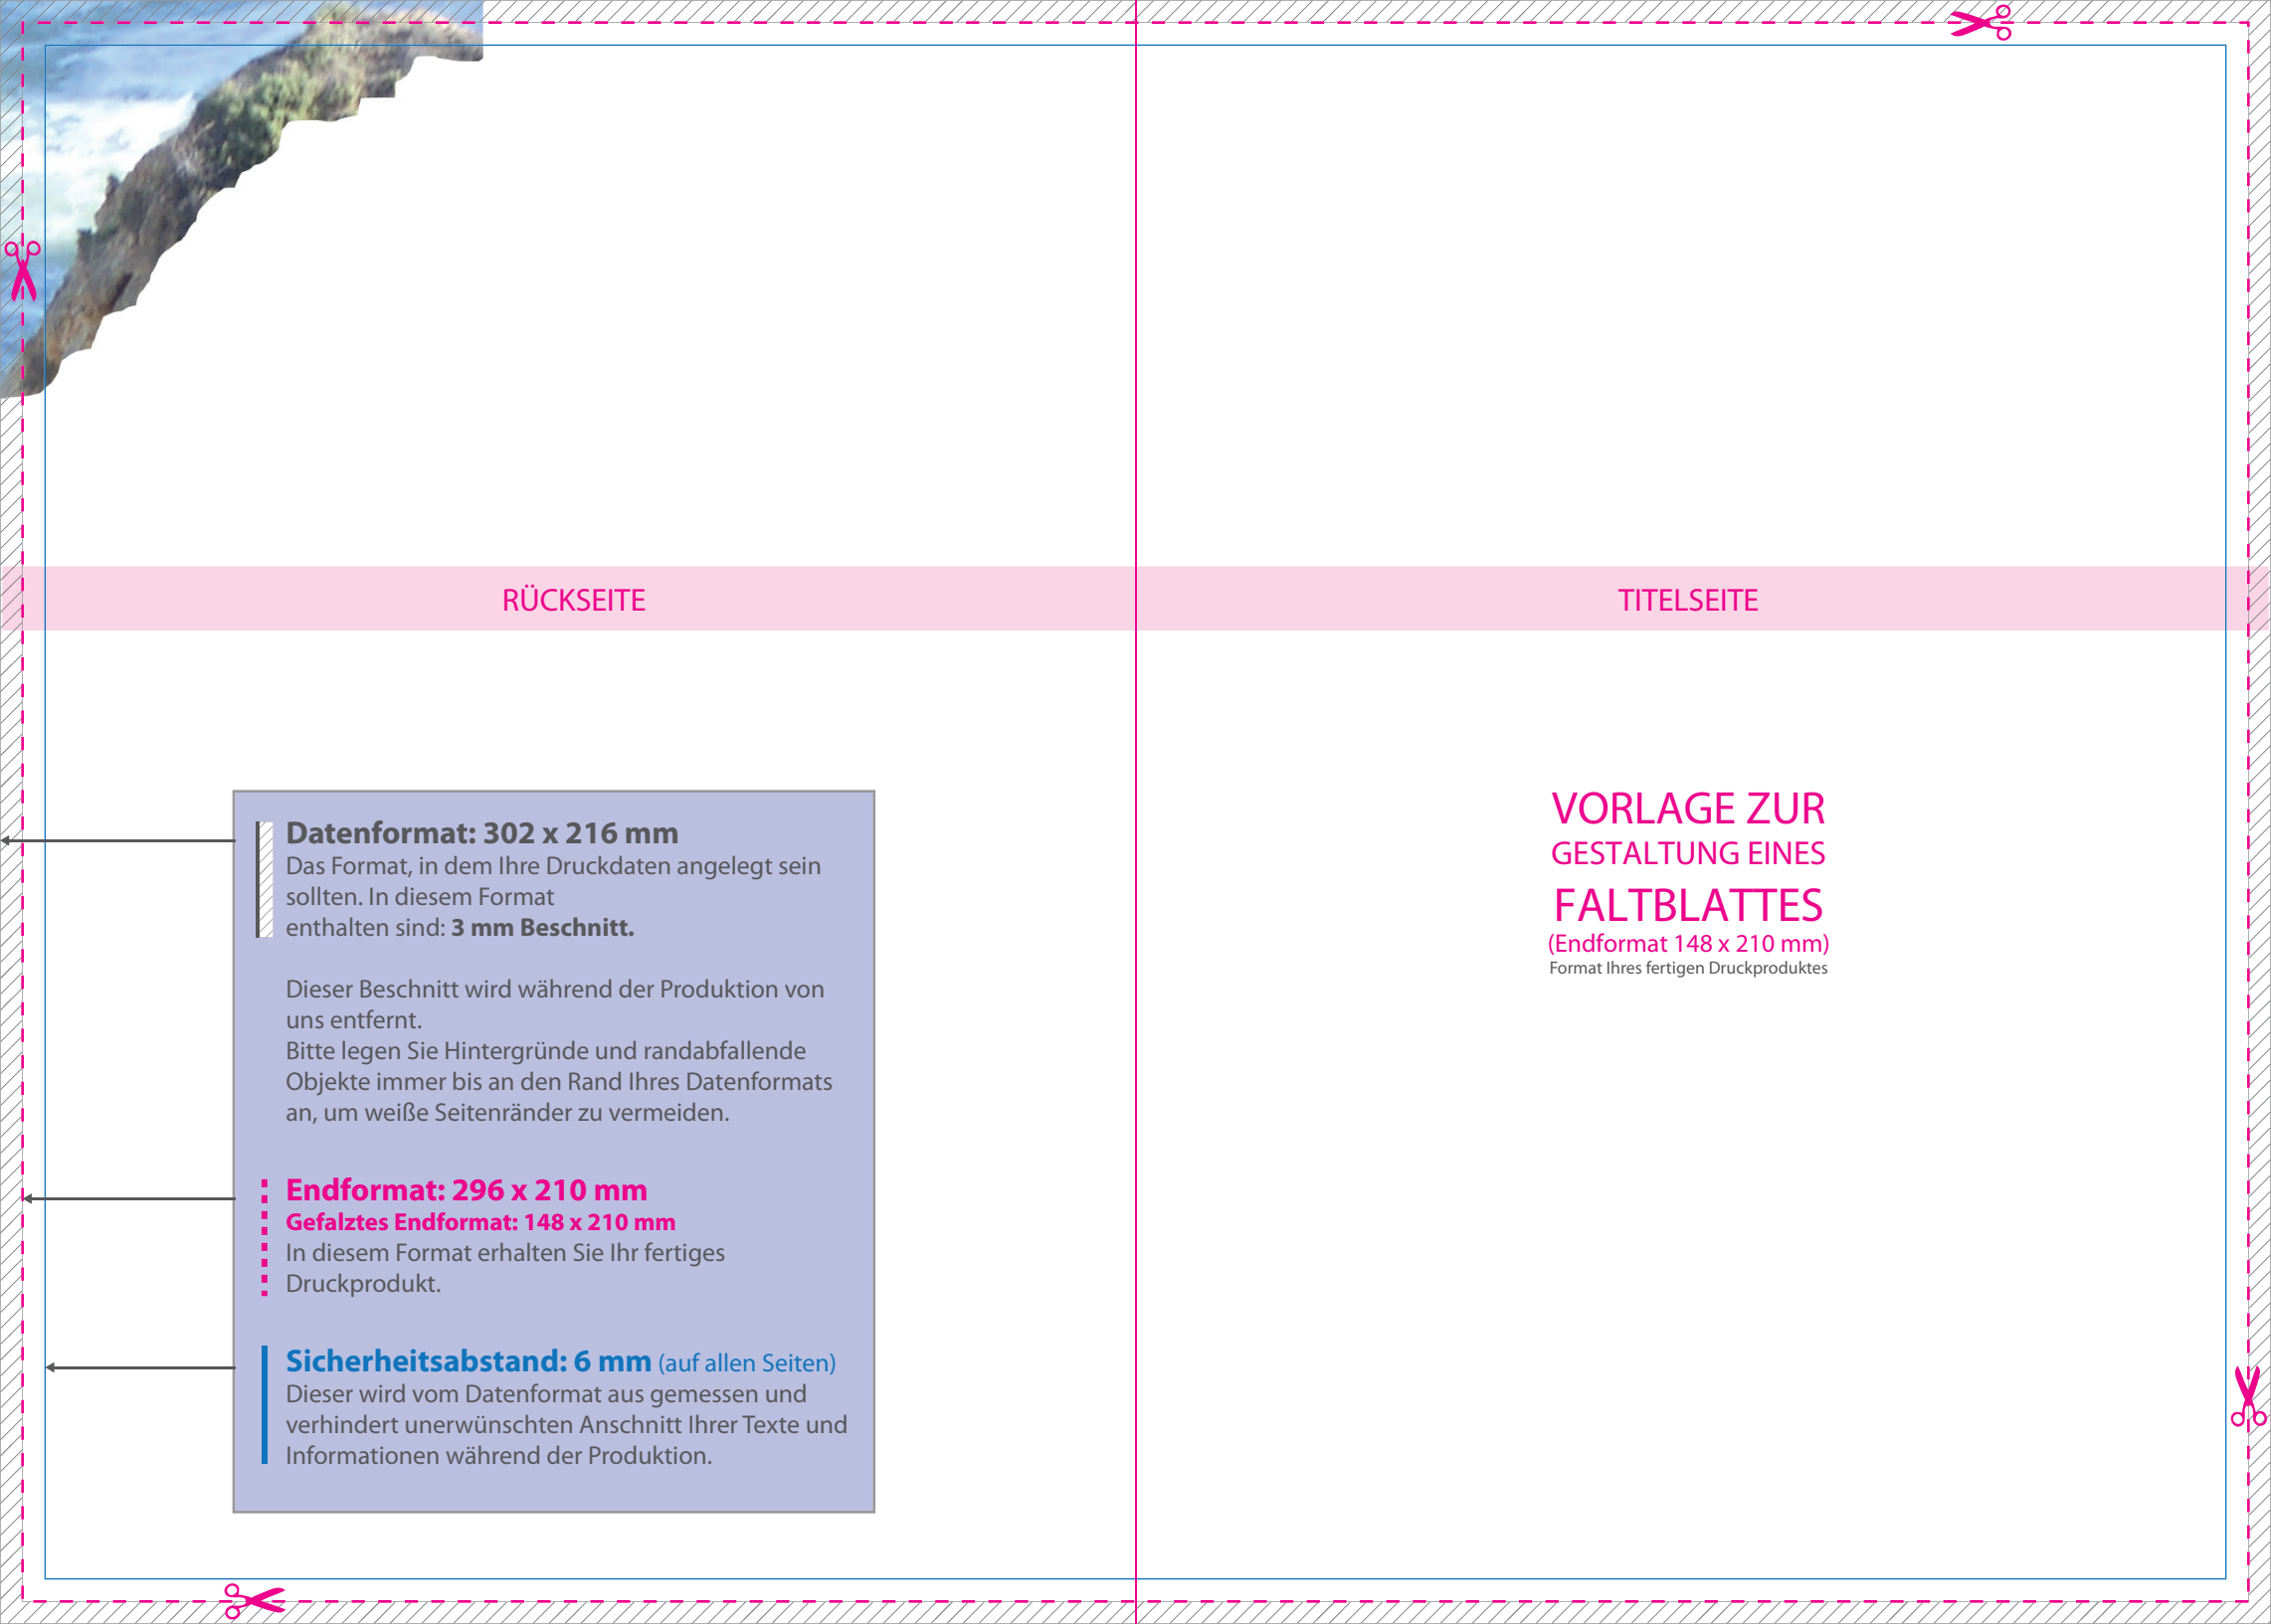 RÜCKSEITE
TITELSEITE
Datenformat: 302 x 216 mm
Das Format, in dem Ihre Druckdaten angelegt sein
sollten. In diesem Format
enthalten sind: 3 mm Beschnitt.
Dieser Beschnitt wird während der Produktion von
uns entfernt.
Bitte legen Sie Hintergründe und randabfallende
Objekte immer bis an den Rand Ihres Datenformats
an, um weiße Seitenränder zu vermeiden.
Endformat: 296 x 210 mm
Gefalztes Endformat: 148 x 210 mm
In diesem Format erhalten Sie Ihr fertiges
Druckprodukt.
Sicherheitsabstand: 6 mm (auf allen Seiten)
Dieser wird vom Datenformat aus gemessen und
verhindert unerwünschten Anschnitt Ihrer Texte und
Informationen während der Produktion.
VORLAGE ZUR
GESTALTUNG EINES
FALTBLATTES
(Endformat 148 x 210 mm)
Format Ihres fertigen Druckproduktes